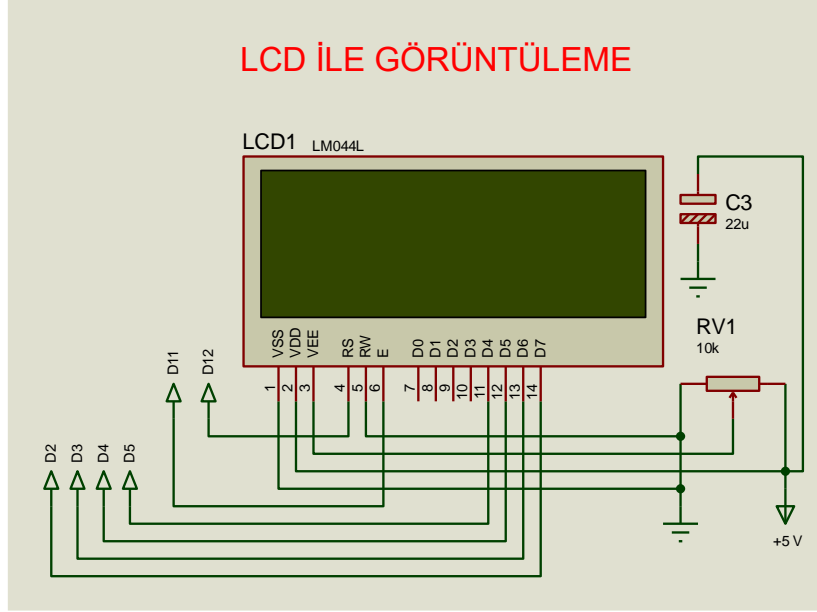 LCD İLE GÖRÜNTÜLEME
LCD1 LM044L
C3
22u
RV1
10k
VSS VDD VEE RS RW E D0 D1 D2 D3 D4 D5 D6 D7
1 2 3 4 5 6 7 8 9 10 11 12 13 14
D11 D12
D2 D3 D4 D5
+5 V